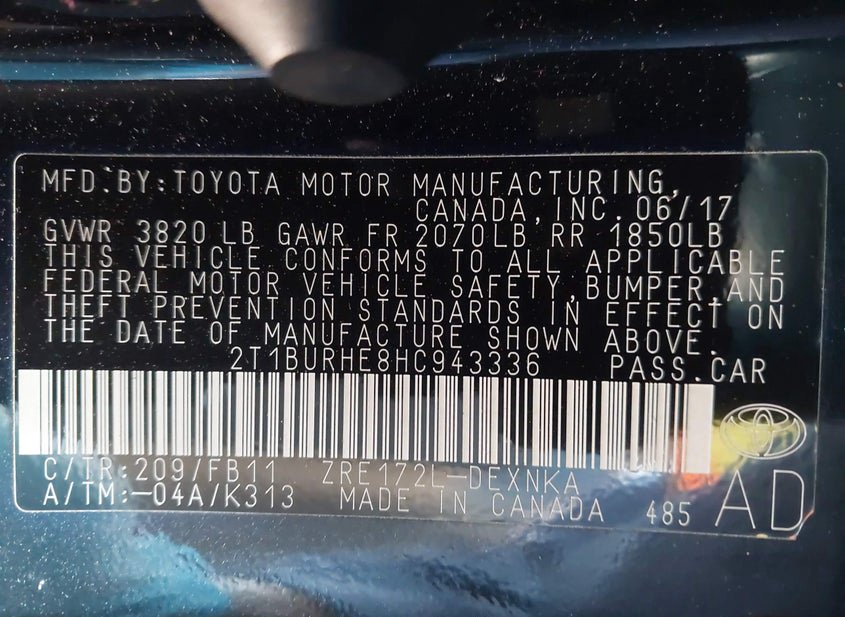 MFD.BY:TOYOTA MOTOR MANUFACTURING,
CANADA,INC. 06/17
GVWR 3820 LB GAWR FR 2070LB RR 1850LB
THIS VEHICLE CONFORMS TO ALL APPLICABLE
FEDERAL MOTOR VEHICLE SAFETY,BUMPER,AND
THEFT PREVENTION STANDARDS IN EFFECT ON
THE DATE OF MANUFACTURE SHOWN ABOVE.
2T1BURHE8HC943336 PASS.CAR
C/TR:209/FB11 ZRE172L-DEXNKA
A/TM:-04A/K313 MADE IN CANADA 485 AD